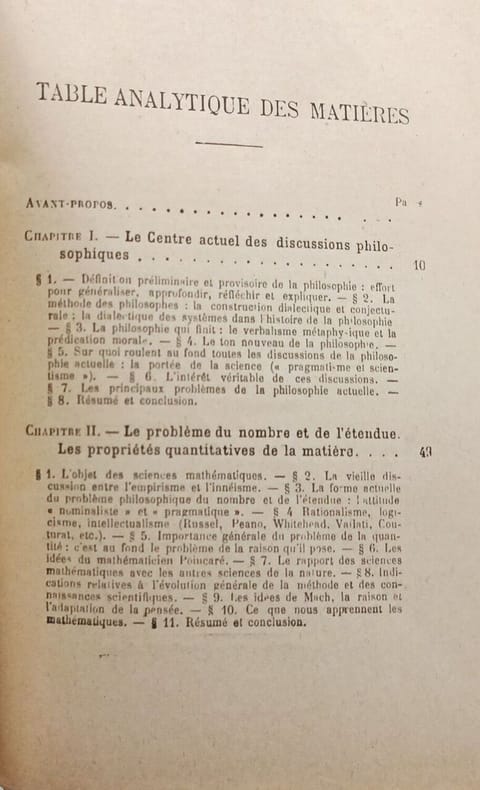 TABLE ANALYTIQUE DES MATIÈRES
AVANT-PROPOS. . . . . . . . . . . . . . . . . . . . Pa
CHAPITRE I. — Le Centre actuel des discussions philo-
sophiques . . . . . . . . . . . . . . . . . . . . 10
§ 1. — Définition préliminaire et provisoire de la philosophie : effort
pour généraliser, approfondir, réfléchir et expliquer. — § 2. La
méthode des philosophes : la construction dialectique et conjectu-
rale ; la dialectique des systèmes dans l'histoire de la philosophie
— § 3. La philosophie qui finit : le verbalisme métaphysique et la
prédication morale. — § 4. Le ton nouveau de la philosophie. —
§ 5. Sur quoi roulent au fond toutes les discussions de la philoso-
phie actuelle : la portée de la science (« pragmatisme et scien-
tisme »). — § 6. L'intérêt véritable de ces discussions. —
§ 7. Les principaux problèmes de la philosophie actuelle. —
§ 8. Résumé et conclusion.
CHAPITRE II. — Le problème du nombre et de l'étendue.
Les propriétés quantitatives de la matière. . . . 43
§ 1. L'objet des sciences mathématiques. — § 2. La vieille dis-
cussion entre l'empirisme et l'innéisme. — § 3. La forme actuelle
du problème philosophique du nombre et de l'étendue : l'attitude
« nominaliste » et « pragmatique ». — § 4 Rationalisme, logi-
cisme, intellectualisme (Russel, Peano, Whitehead, Vailati, Cou-
turat, etc.). — § 5. Importance générale du problème de la quan-
tité : c'est au fond le problème de la raison qu'il pose. — § 6. Les
idées du mathématicien Poincaré. — § 7. Le rapport des sciences
mathématiques avec les autres sciences de la nature. — § 8. Indi-
cations relatives à l'évolution générale de la méthode et des con-
naissances scientifiques. — § 9. Les idées de Mach, la raison et
l'adaptation de la pensée. — § 10. Ce que nous apprennent les
mathématiques. — § 11. Résumé et conclusion.